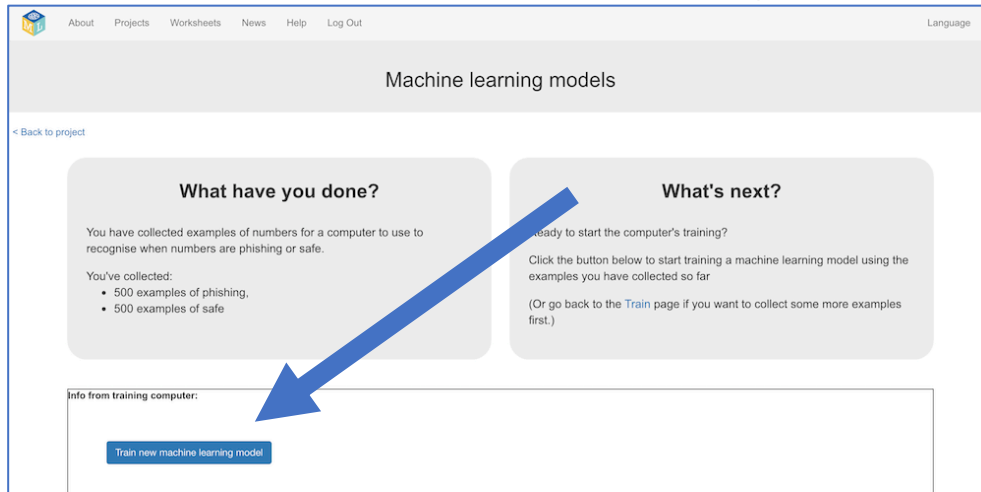 About Projects Worksheets News Help Log Out Language
Machine learning models
< Back to project
What have you done?
You have collected examples of numbers for a computer to use to
recognise when numbers are phishing or safe.
You've collected:
• 500 examples of phishing,
• 500 examples of safe
What's next?
eady to start the computer's training?
Click the button below to start training a machine learning model using the
examples you have collected so far
(Or go back to the Train page if you want to collect some more examples
first.)
Info from training computer:
Train new machine learning model